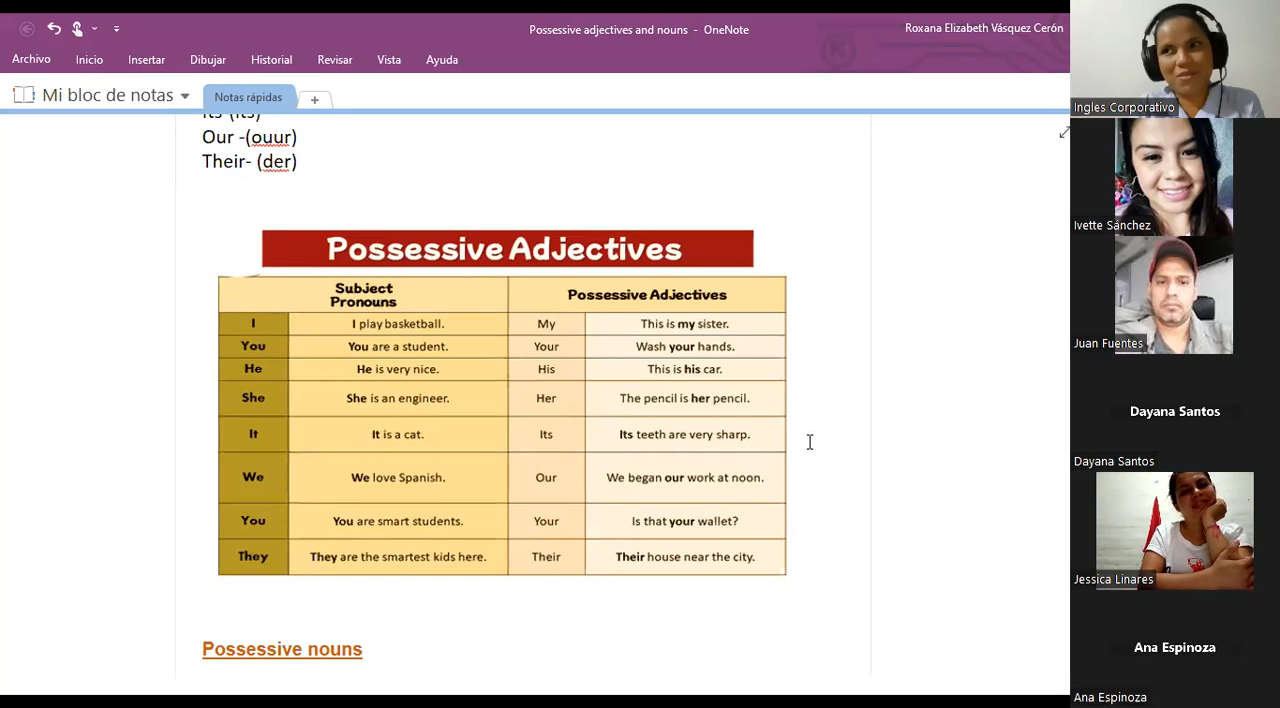 Possessive adjectives and nouns - OneNote
Roxana Elizabeth Vásquez Cerón
Archivo Inicio Insertar Dibujar Historial Revisar Vista Ayuda
Mi bloc de notas Notas rápidas +
Its (its)
Our -(ouur)
Their- (der)
Possessive Adjectives
Subject Pronouns Possessive Adjectives
I I play basketball. My This is my sister.
You You are a student. Your Wash your hands.
He He is very nice. His This is his car.
She She is an engineer. Her The pencil is her pencil.
It It is a cat. Its Its teeth are very sharp.
We We love Spanish. Our We began our work at noon.
You You are smart students. Your Is that your wallet?
They They are the smartest kids here. Their Their house near the city.
Possessive nouns
Ingles Corporativo
Ivette Sánchez
Juan Fuentes
Dayana Santos
Dayana Santos
Jessica Linares
Ana Espinoza
Ana Espinoza